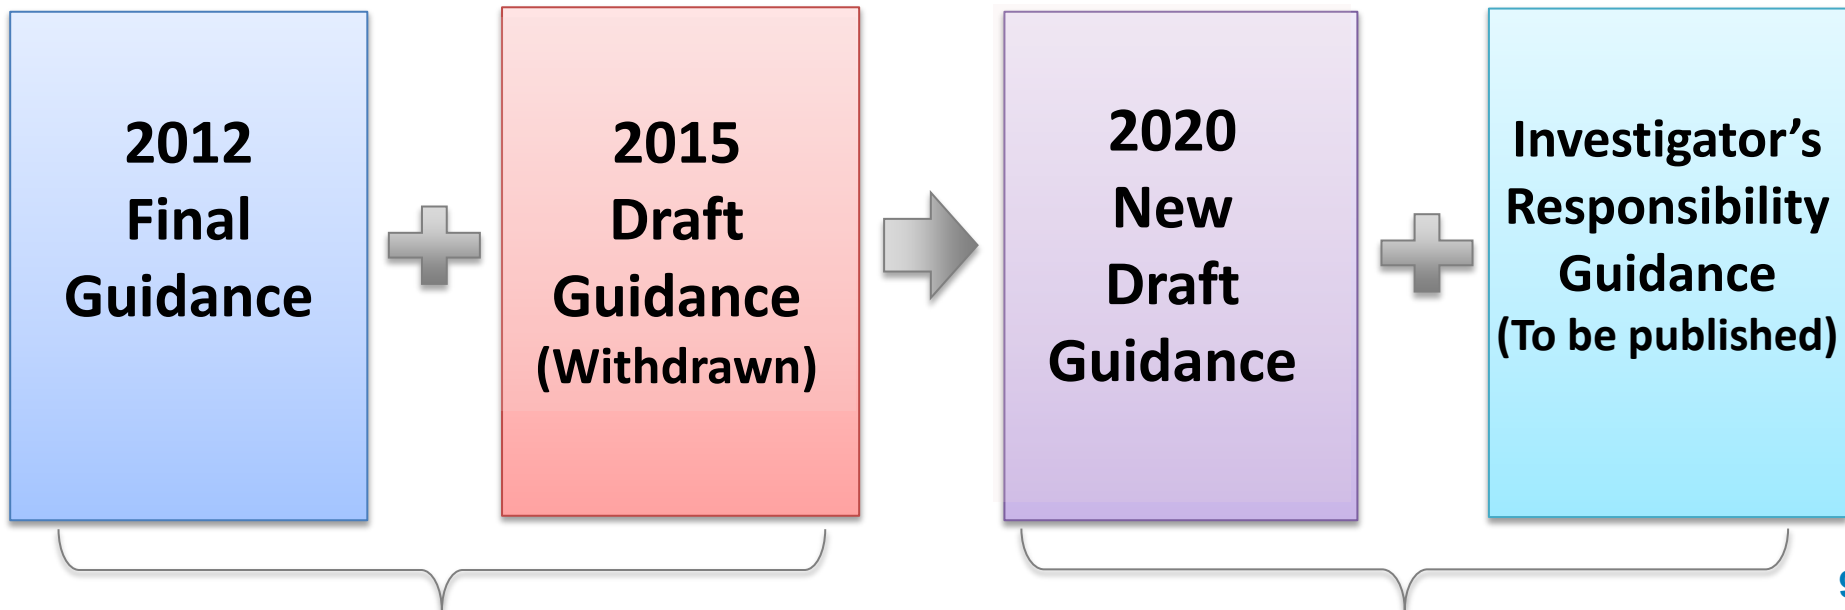 2012
Final
Guidance
2015
Draft
Guidance
(Withdrawn)
2020
New
Draft
Guidance
Investigator’s
Responsibility
Guidance
(To be published)